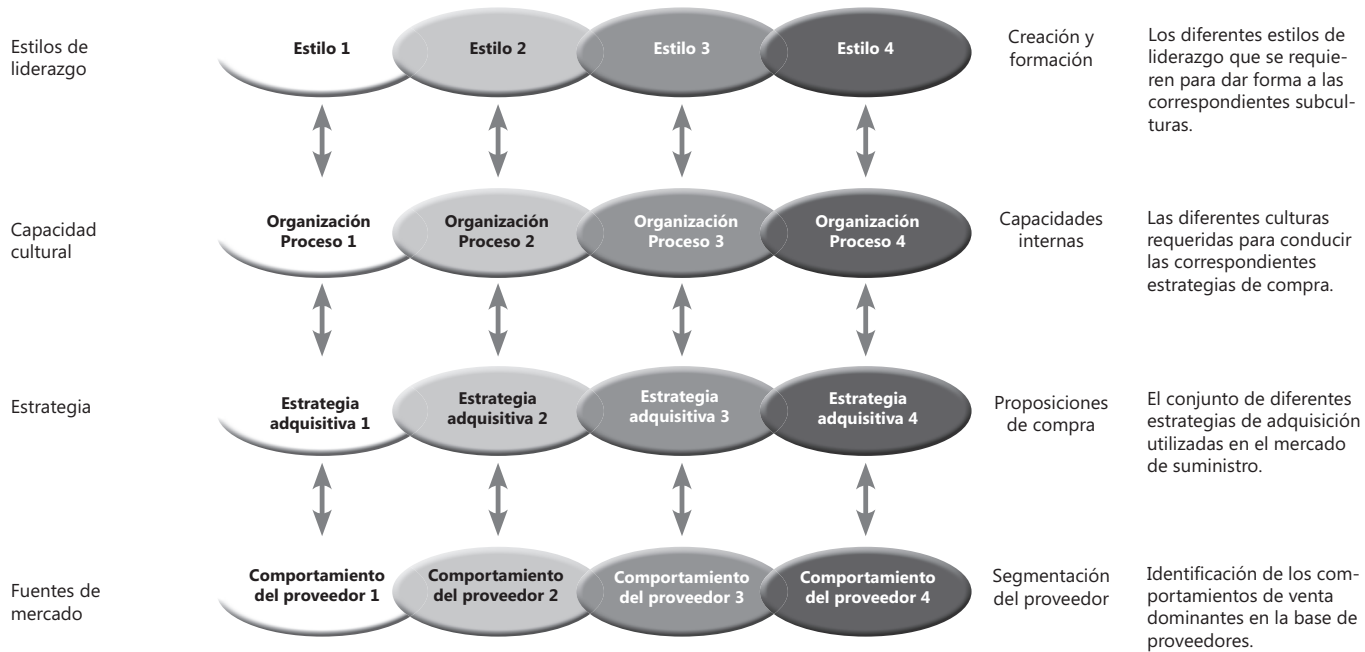 Estilos de
liderazgo
Estilo 1
Estilo 2
Estilo 3
Estilo 4
Creación y
formación
Los diferentes estilos de
liderazgo que se requie-
ren para dar forma a las
correspondientes subcul-
turas.
Capacidad
cultural
Organización
Proceso 1
Organización
Proceso 2
Organización
Proceso 3
Organización
Proceso 4
Capacidades
internas
Las diferentes culturas
requeridas para conducir
las correspondientes
estrategias de compra.
Estrategia
Estrategia
adquisitiva 1
Estrategia
adquisitiva 2
Estrategia
adquisitiva 3
Estrategia
adquisitiva 4
Proposiciones
de compra
El conjunto de diferentes
estrategias de adquisición
utilizadas en el mercado
de suministro.
Fuentes de
mercado
Comportamiento
del proveedor 1
Comportamiento
del proveedor 2
Comportamiento
del proveedor 3
Comportamiento
del proveedor 4
Segmentación
del proveedor
Identificación de los com-
portamientos de venta
dominantes en la base de
proveedores.